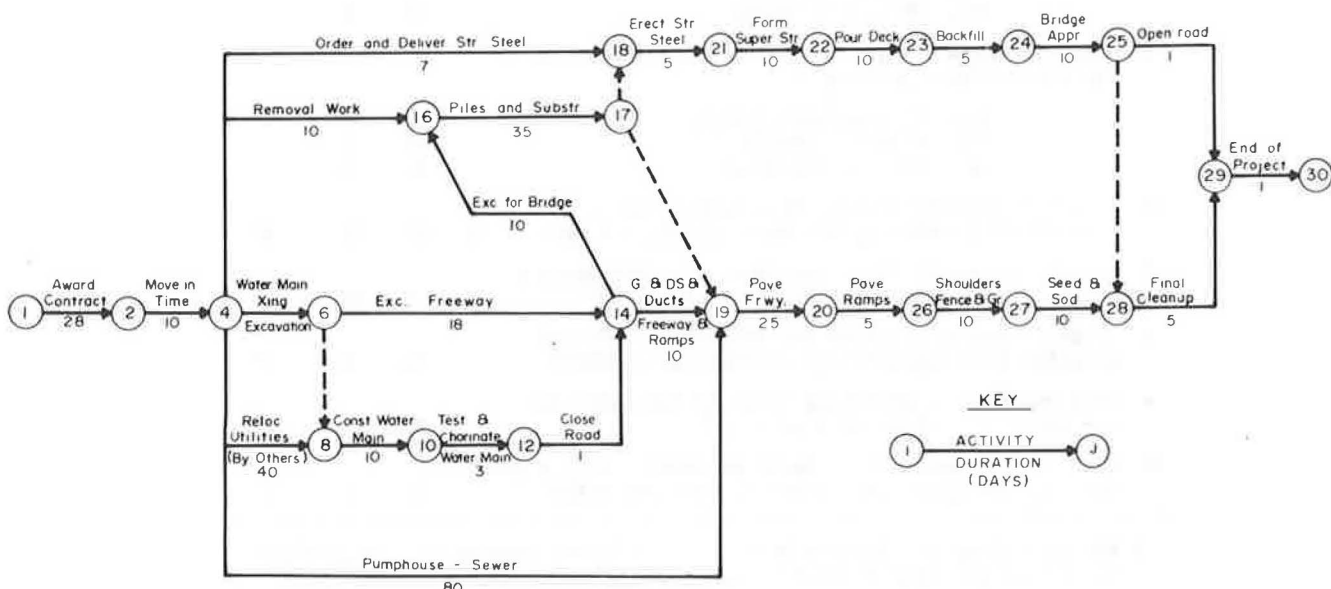 Order and Deliver Str Steel
7
18
Erect Str
Steel
5
21
Form
Super Str
10
22
Pour Deck
10
23
Backfill
5
24
Bridge
Appr
10
25
Open road
1
Removal Work
10
16
Piles and Substr
35
17
Exc for Bridge
10
29
End of
Project
1
30
1
Award
Contract
28
2
Move in
Time
10
4
Water Main
Xing
Excavation
6
Exc. Freeway
18
14
G & DS &
Ducts
Freeway &
Ramps
10
19
Pave
Frwy.
25
20
Pave
Ramps
5
26
Shoulders
Fence & Gr
10
27
Seed &
Sod
10
28
Final
Cleanup
5
Reloc
Utilities
(By Others)
40
8
Const Water
Main
10
10
Test &
Chorinate
Water Main
3
12
Close
Road
1
Pumphouse - Sewer
80
KEY
I
ACTIVITY
DURATION
(DAYS)
J